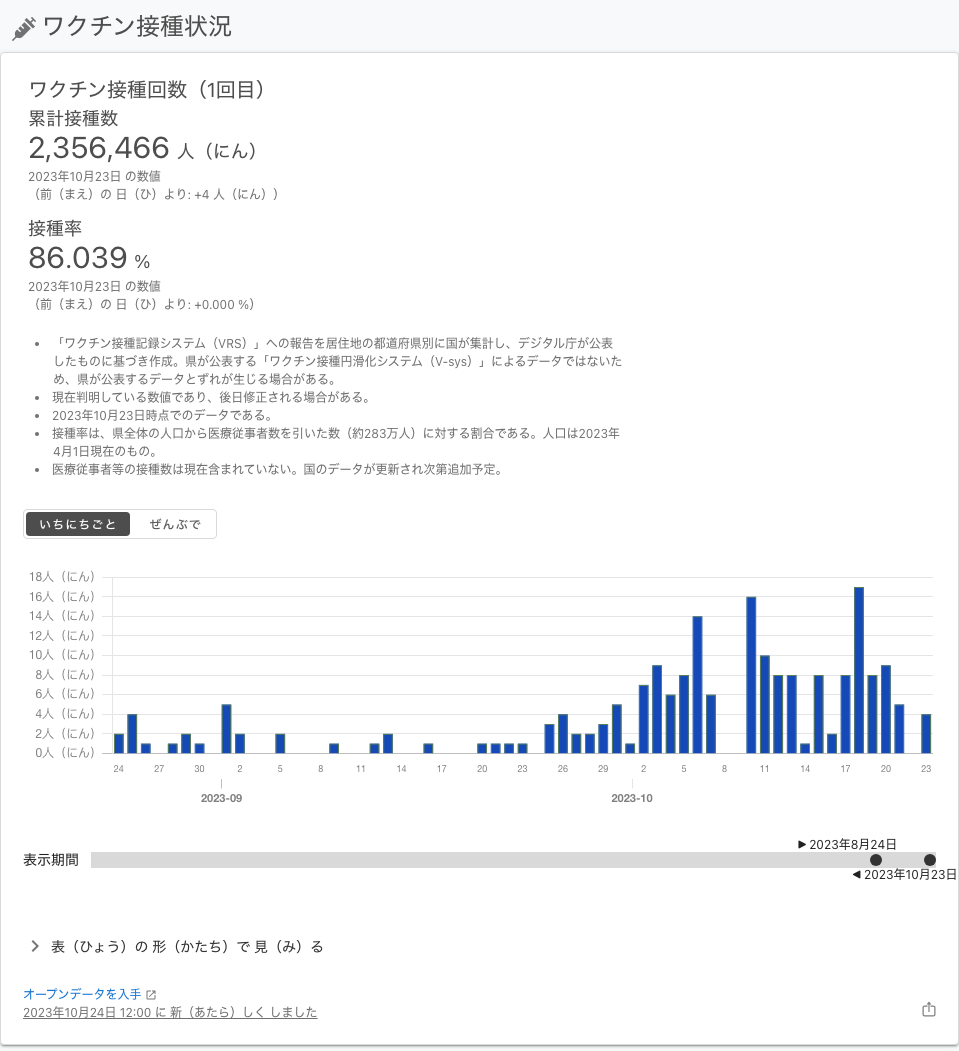 ワクチン接種状況
ワクチン接種回数（1回目）
累計接種数
2,356,466 人（にん）
2023年10月23日 の数値
（前（まえ）の 日（ひ）より: +4 人（にん））
接種率
86.039 %
2023年10月23日 の数値
（前（まえ）の 日（ひ）より: +0.000 %）
• 「ワクチン接種記録システム（VRS）」への報告を居住地の都道府県別に国が集計し、デジタル庁が公表
したものに基づき作成。県が公表する「ワクチン接種円滑化システム（V-sys）」によるデータではないた
め、県が公表するデータとずれが生じる場合がある。
• 現在判明している数値であり、後日修正される場合がある。
• 2023年10月23日時点でのデータである。
• 接種率は、県全体の人口から医療従事者数を引いた数（約283万人）に対する割合である。人口は2023年
4月1日現在のもの。
• 医療従事者等の接種数は現在含まれていない。国のデータが更新され次第追加予定。
いちにちごと ぜんぶで
18人（にん）
16人（にん）
14人（にん）
12人（にん）
10人（にん）
8人（にん）
6人（にん）
4人（にん）
2人（にん）
0人（にん）
24 27 30 2 5 8 11 14 17 20 23 26 29 2 5 8 11 14 17 20 23
2023-09 2023-10
▶ 2023年8月24日
表示期間
◀ 2023年10月23日
表（ひょう）の 形（かたち）で 見（み）る
オープンデータを入手
2023年10月24日 12:00 に 新（あたら）しく しました